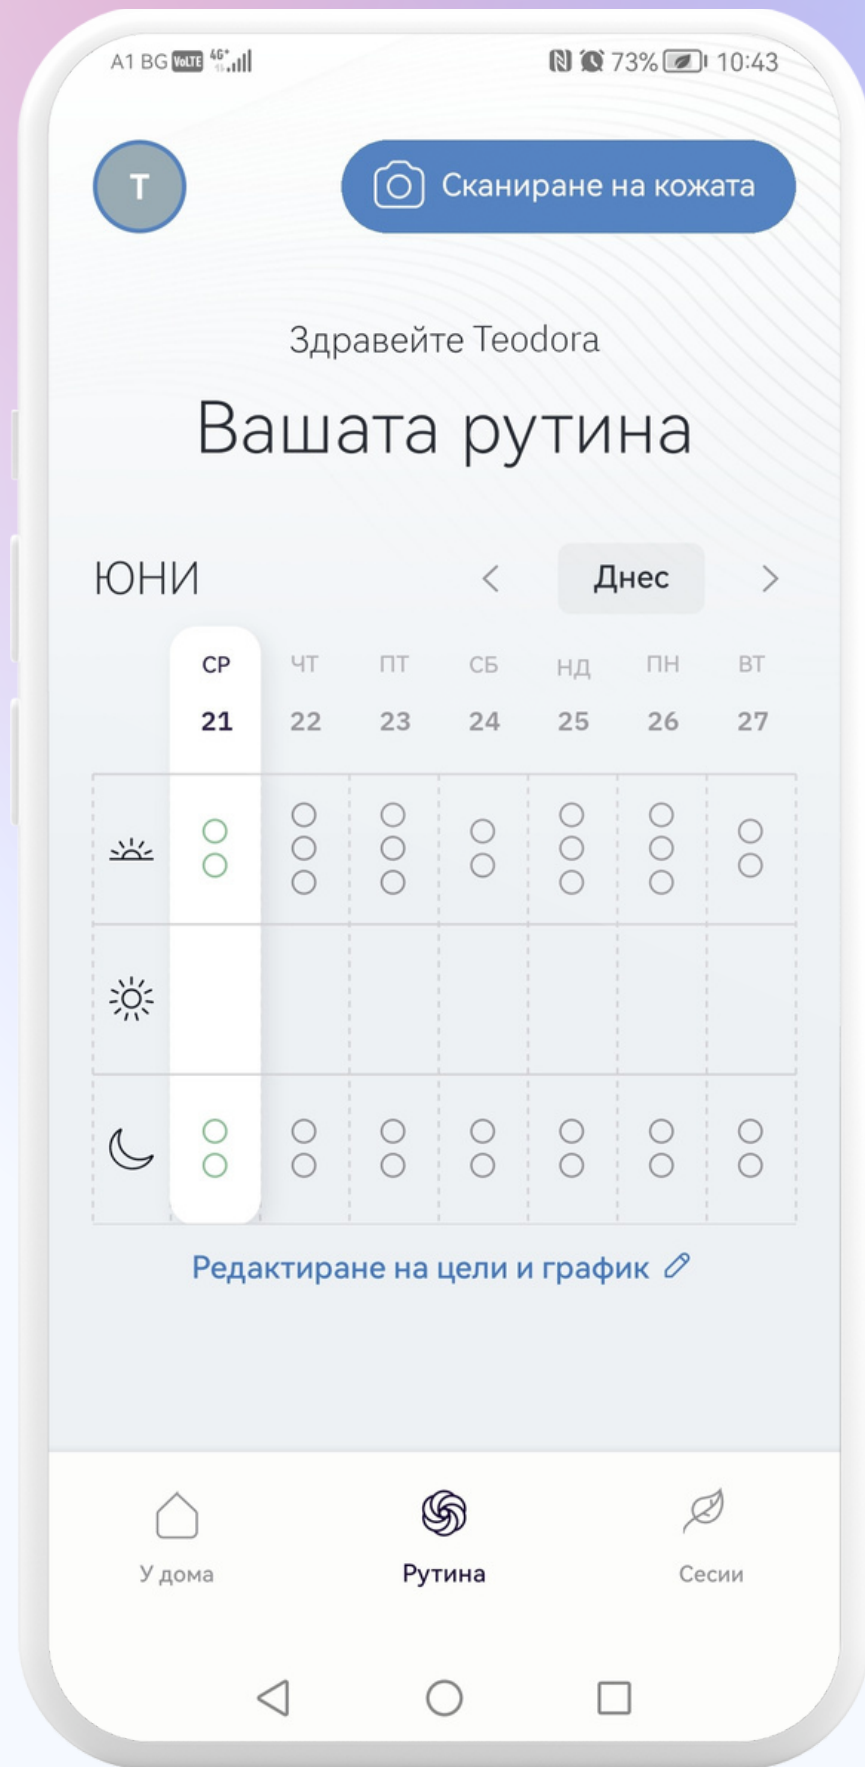 A1 BG VoLTE 4G+ 73% 10:43
T
Сканиране на кожата
Здравейте Teodora
Вашата рутина
ЮНИ
Днес
СР ЧТ ПТ СБ НД ПН ВТ
21 22 23 24 25 26 27
Редактиране на цели и график
У дома Рутина Сесии